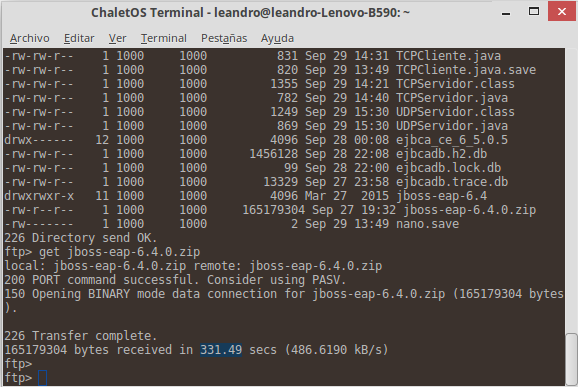 ChaletOS Terminal - leandro@leandro-Lenovo-B590: ~
Archivo Editar Ver Terminal Pestañas Ayuda
-rw-rw-r-- 1 1000 1000 831 Sep 29 14:31 TCPCliente.java
-rw-rw-r-- 1 1000 1000 820 Sep 29 13:49 TCPCliente.java.save
-rw-rw-r-- 1 1000 1000 1355 Sep 29 14:21 TCPServidor.class
-rw-rw-r-- 1 1000 1000 782 Sep 29 14:40 TCPServidor.java
-rw-rw-r-- 1 1000 1000 1249 Sep 29 15:30 UDPServidor.class
-rw-rw-r-- 1 1000 1000 869 Sep 29 15:30 UDPServidor.java
drwx------ 12 1000 1000 4096 Sep 28 00:08 ejbca_ce_6_5.0.5
-rw-rw-r-- 1 1000 1000 1456128 Sep 28 22:08 ejbcadb.h2.db
-rw-rw-r-- 1 1000 1000 99 Sep 28 22:00 ejbcadb.lock.db
-rw-rw-r-- 1 1000 1000 13329 Sep 27 23:58 ejbcadb.trace.db
drwxrwxr-x 11 1000 1000 4096 Mar 27 2015 jboss-eap-6.4
-rw-r--r-- 1 1000 1000 165179304 Sep 27 19:32 jboss-eap-6.4.0.zip
-rw------- 1 1000 1000 2 Sep 29 13:49 nano.save
226 Directory send OK.
ftp> get jboss-eap-6.4.0.zip
local: jboss-eap-6.4.0.zip remote: jboss-eap-6.4.0.zip
200 PORT command successful. Consider using PASV.
150 Opening BINARY mode data connection for jboss-eap-6.4.0.zip (165179304 bytes
).
226 Transfer complete.
165179304 bytes received in 331.49 secs (486.6190 kB/s)
ftp>
ftp>